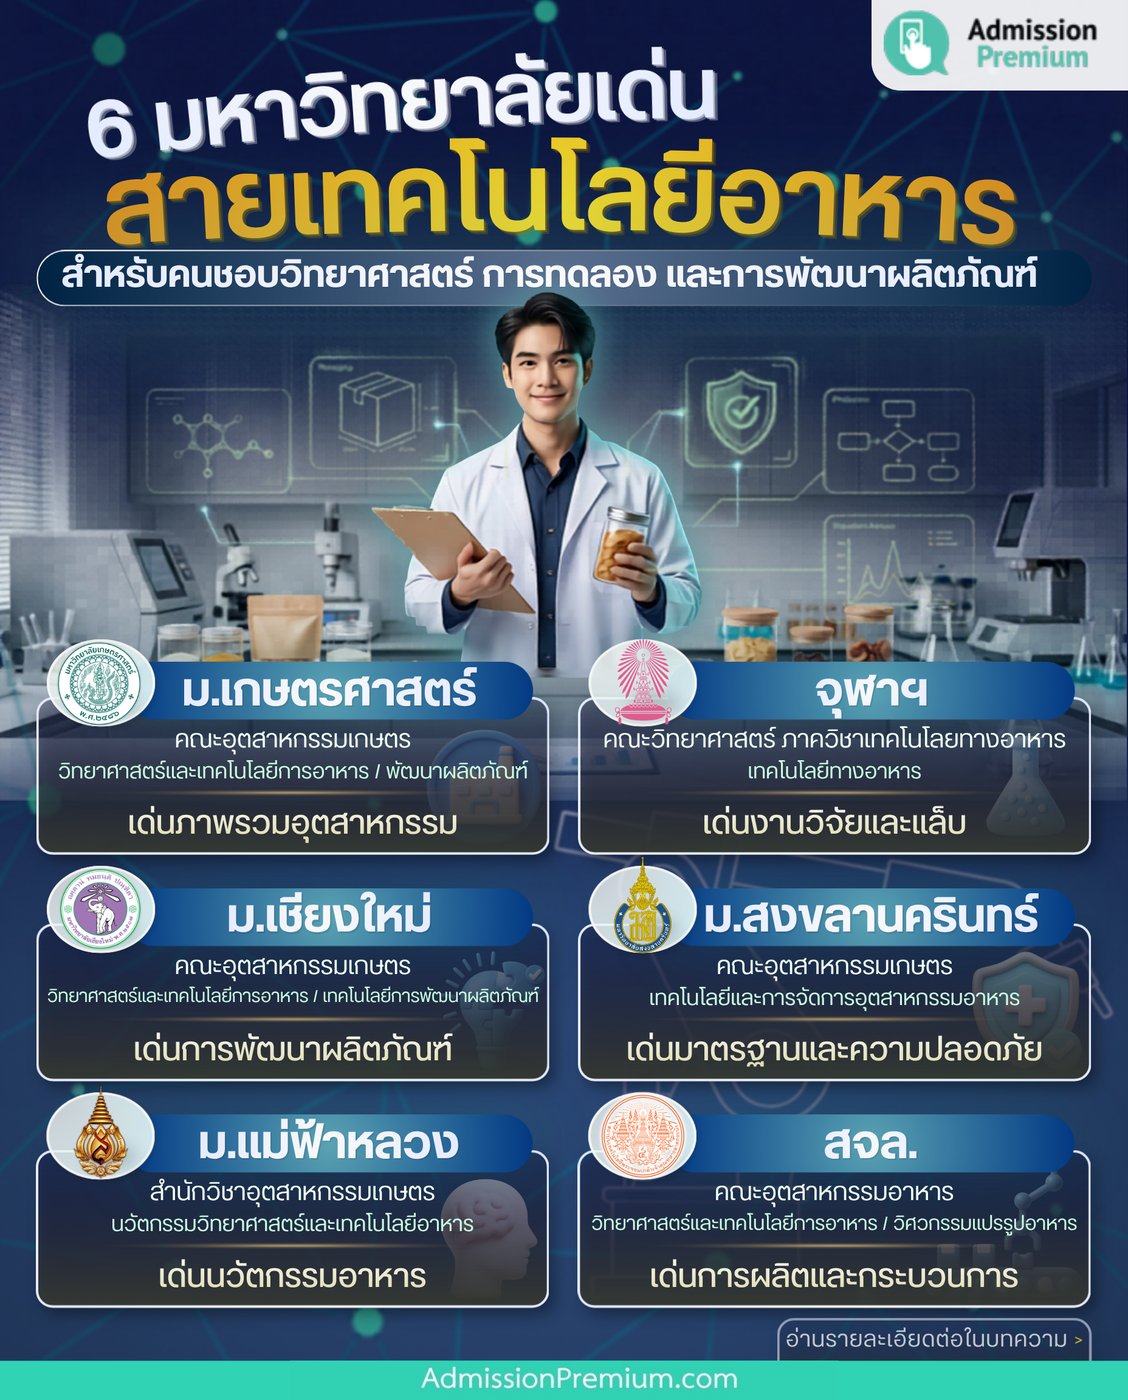 Admission
Premium
6 มหาวิทยาลัยเด่น
สายเทคโนโลยีอาหาร
สำหรับคนชอบวิทยาศาสตร์ การทดลอง และการพัฒนาผลิตภัณฑ์
ม.เกษตรศาสตร์
คณะอุตสาหกรรมเกษตร
วิทยาศาสตร์และเทคโนโลยีการอาหาร / พัฒนาผลิตภัณฑ์
เด่นภาพรวมอุตสาหกรรม
จุฬาฯ
คณะวิทยาศาสตร์ ภาควิชาเทคโนโลยทางอาหาร
เทคโนโลยีทางอาหาร
เด่นงานวิจัยและแล็บ
ม.เชียงใหม่
คณะอุตสาหกรรมเกษตร
วิทยาศาสตร์และเทคโนโลยีการอาหาร / เทคโนโลยีการพัฒนาผลิตภัณฑ์
เด่นการพัฒนาผลิตภัณฑ์
ม.สงขลานครินทร์
คณะอุตสาหกรรมเกษตร
เทคโนโลยีและการจัดการอุตสาหกรรมอาหาร
เด่นมาตรฐานและความปลอดภัย
ม.แม่ฟ้าหลวง
สำนักวิชาอุตสาหกรรมเกษตร
นวัตกรรมวิทยาศาสตร์และเทคโนโลยีอาหาร
เด่นนวัตกรรมอาหาร
สจล.
คณะอุตสาหกรรมอาหาร
วิทยาศาสตร์และเทคโนโลยีการอาหาร / วิศวกรรมแปรรูปอาหาร
เด่นการผลิตและกระบวนการ
อ่านรายละเอียดต่อในบทความ >
AdmissionPremium.com